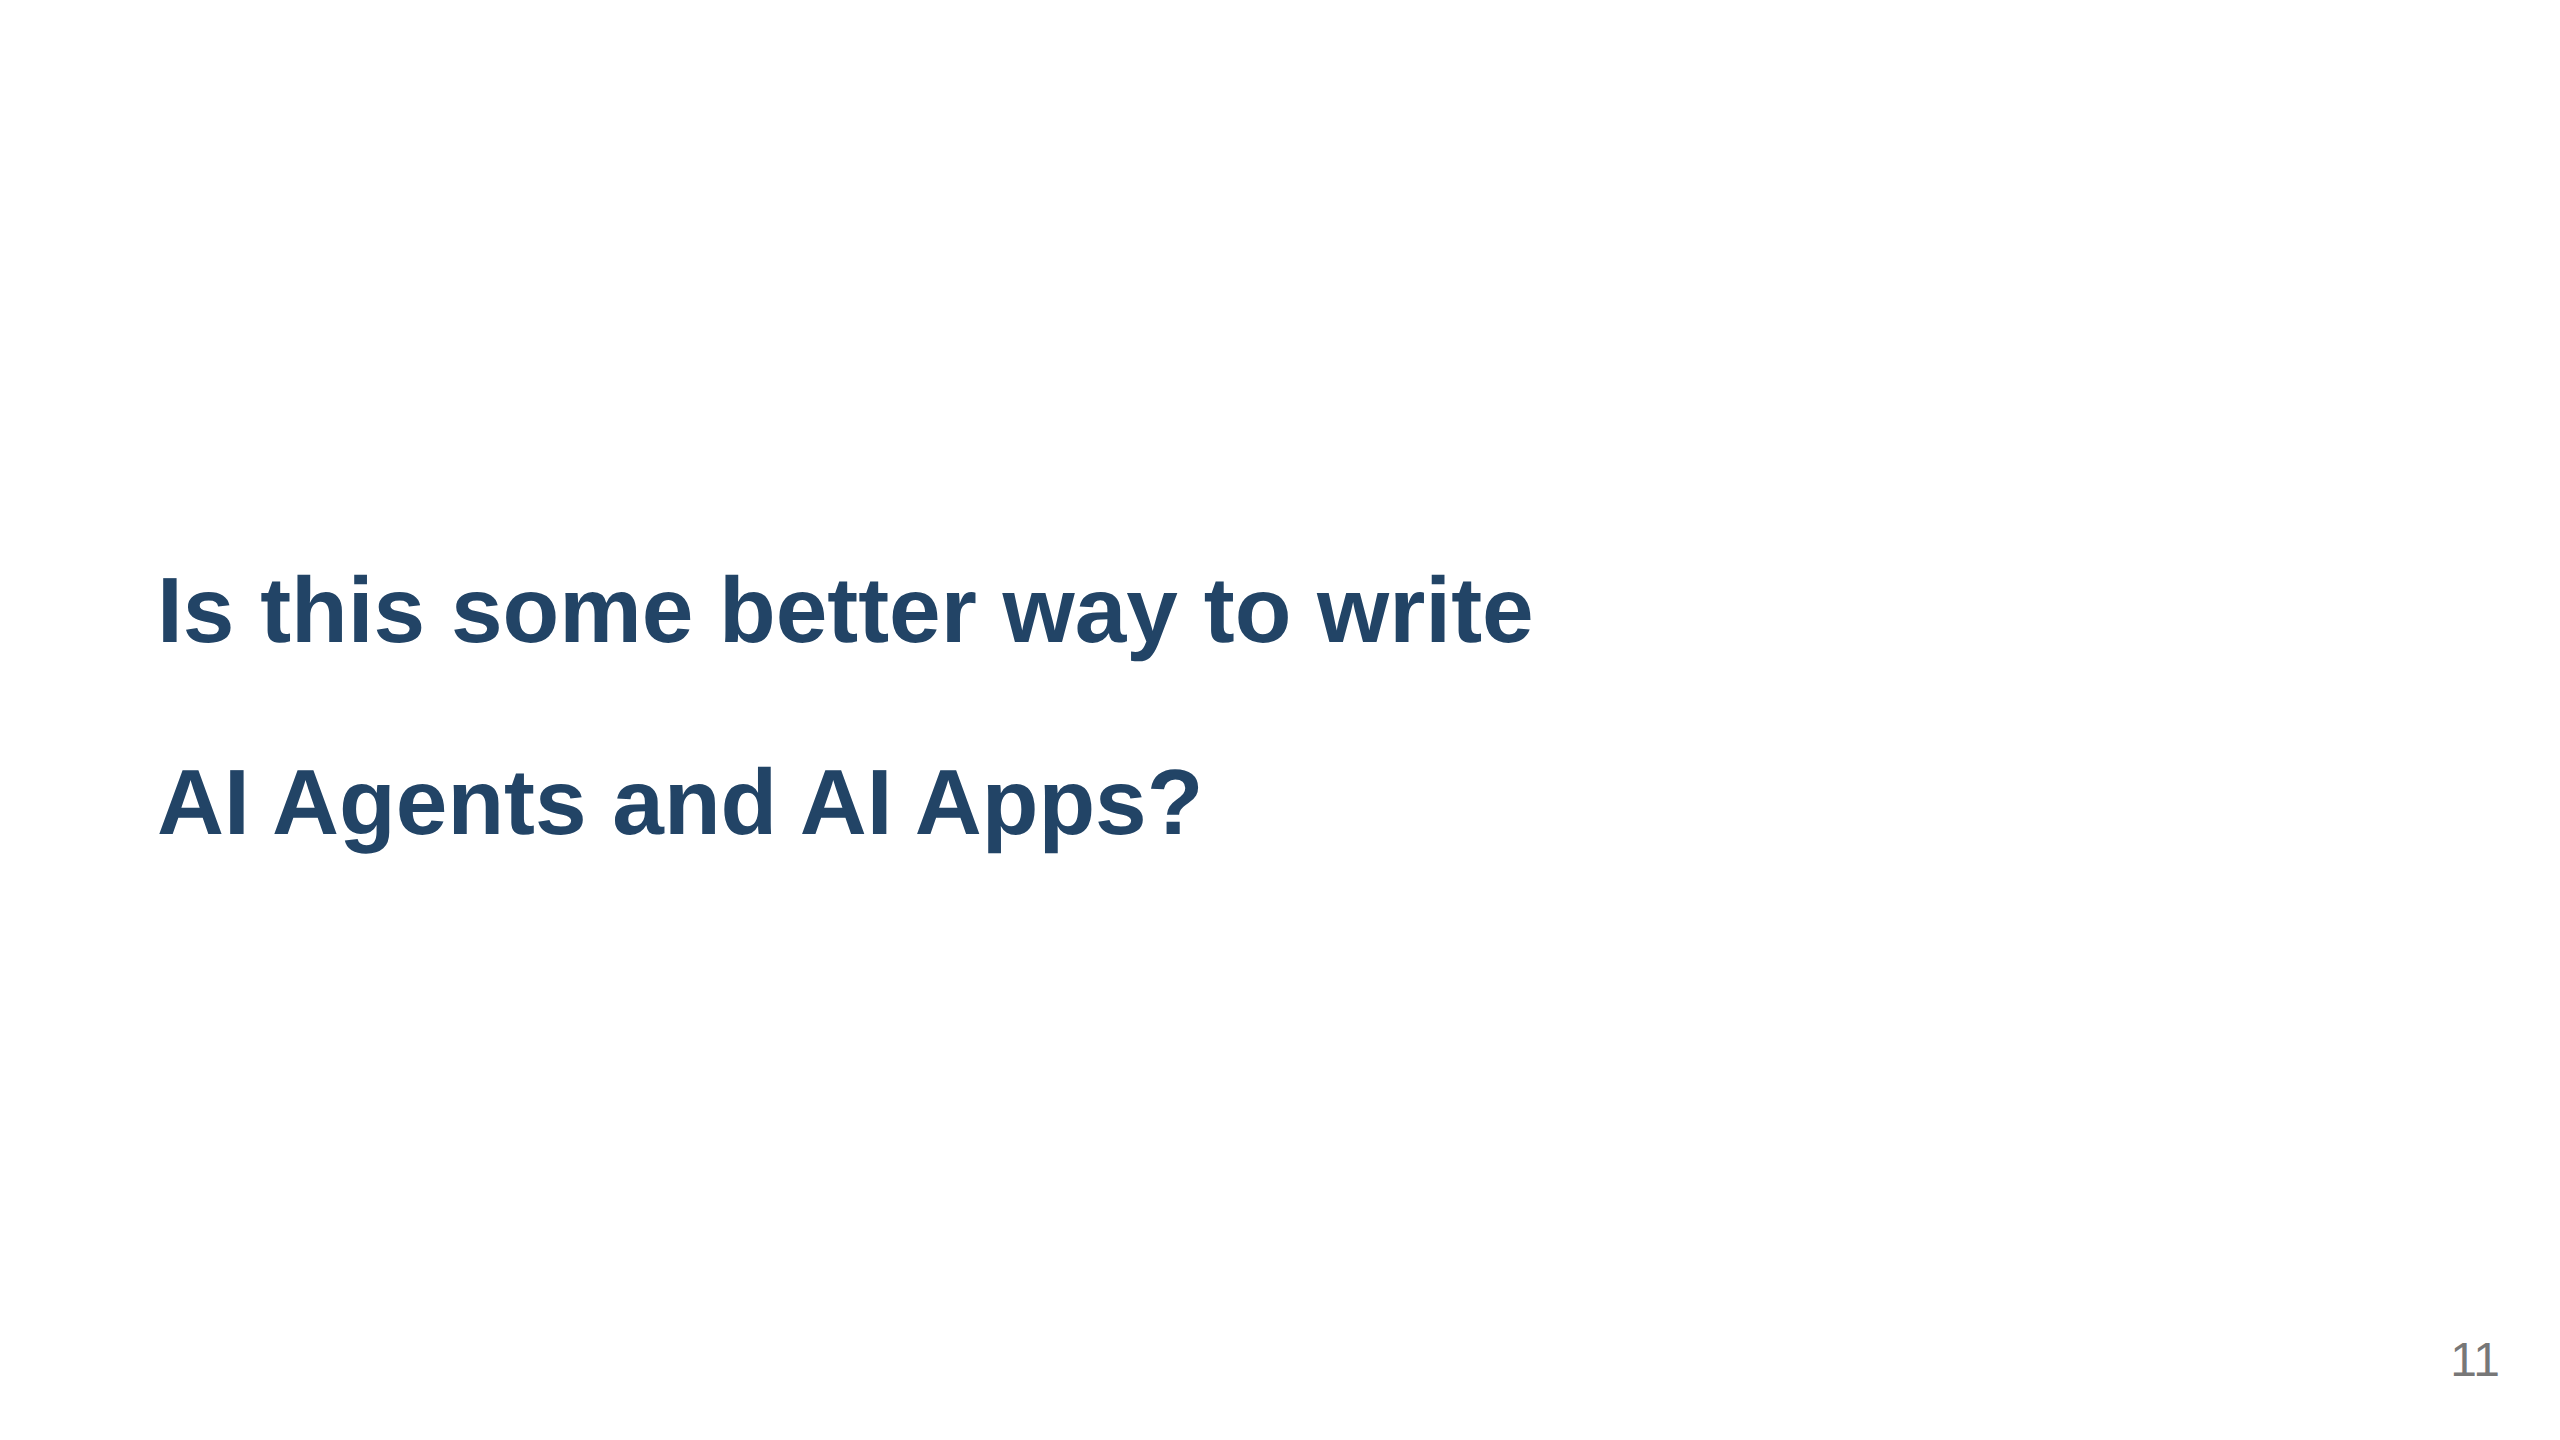 Is this some better way to write
AI Agents and AI Apps?
11